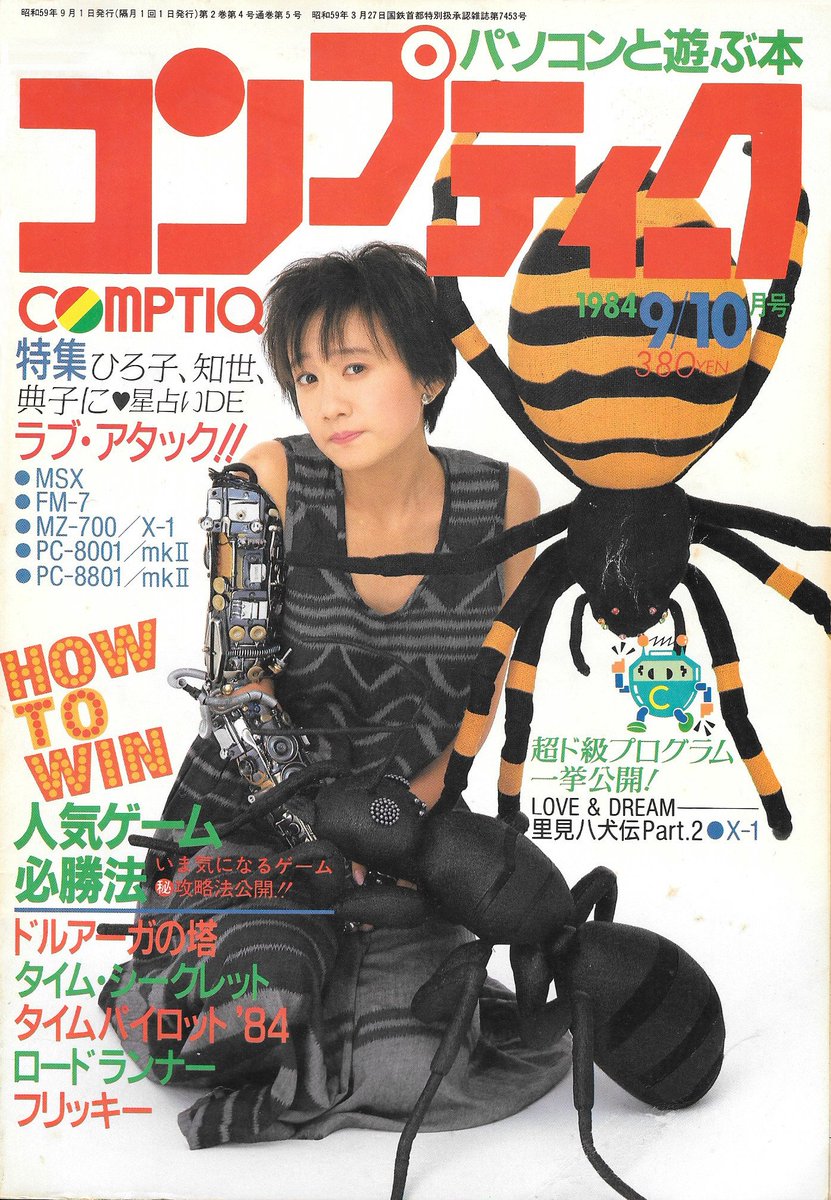 昭和59年9月1日発行(隔月1回1日発行)第2巻第4号通巻第5号 昭和59年3月27日国鉄首都特別扱承認雑誌第7453号
パソコンと遊ぶ本
コンプティーク
COMPTIQ
1984 9/10月号
380YEN
特集ひろ子、知世、
典子に♥星占いDE
ラブ・アタック!!
●MSX
●FM-7
●MZ-700/X-1
●PC-8001/mkⅡ
●PC-8801/mkⅡ
HOW
TO
WIN
人気ゲーム
必勝法
いま気になるゲーム
㊙攻略法公開!!
ドルアーガの塔
タイム・シークレット
タイムパイロット'84
ロードランナー
フリッキー
C
超ド級プログラム
一挙公開!
LOVE & DREAM
里見八犬伝Part.2●X-1